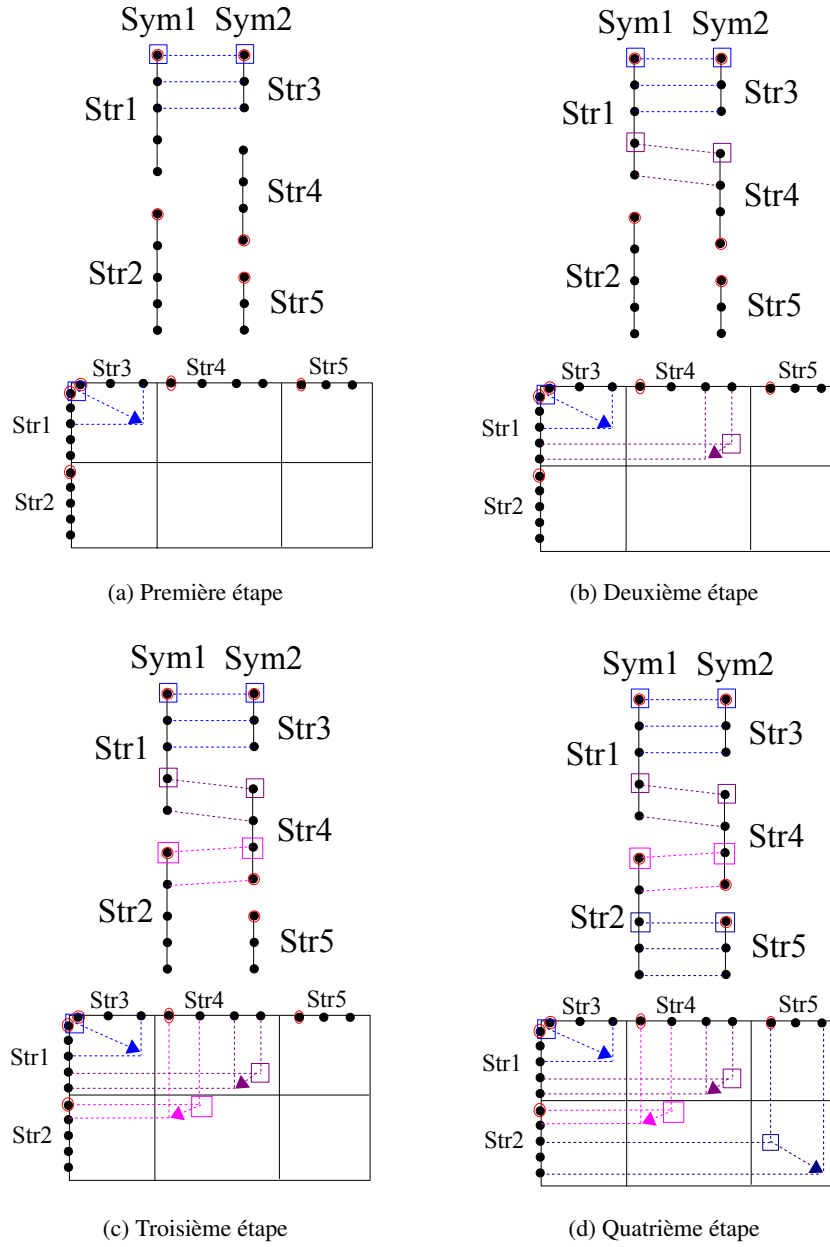 Sym1 Sym2
Str1
Str3
Str4
Str2
Str5
Str3 Str4 Str5
Str1
Str2
(a) Première étape
Sym1 Sym2
Str1
Str3
Str4
Str2
Str5
Str3 Str4 Str5
Str1
Str2
(b) Deuxième étape
Sym1 Sym2
Str3
Str1
Str4
Str2
Str5
Str3 Str4 Str5
Str1
Str2
(c) Troisième étape
Sym1 Sym2
Str3
Str1
Str4
Str2
Str5
Str3 Str4 Str5
Str1
Str2
(d) Quatrième étape